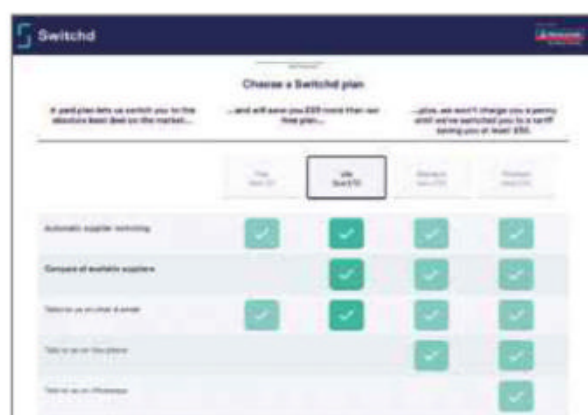 Switchd
Choose a Switchd plan
A paid plan lets us switch you to the
absolute best deal on the market...
...and will save you £69 more than our
free plan...
...plus, we won't charge you a penny
until we've switched you to a tariff
saving you at least £50.
Free
Lite
Automatic supplier switching
Compare all available suppliers
Talk to us on chat & email
Talk to us on the phone
Talk to us on WhatsApp